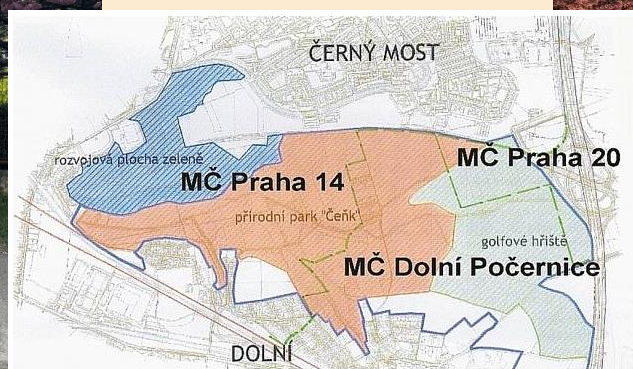 ČERNÝ MOST
rozvojová plocha zeleně
MČ Praha 20
MČ Praha 14
přírodní park "Čeňk"
golfové hřiště
MČ Dolní Počernice
DOLNÍ